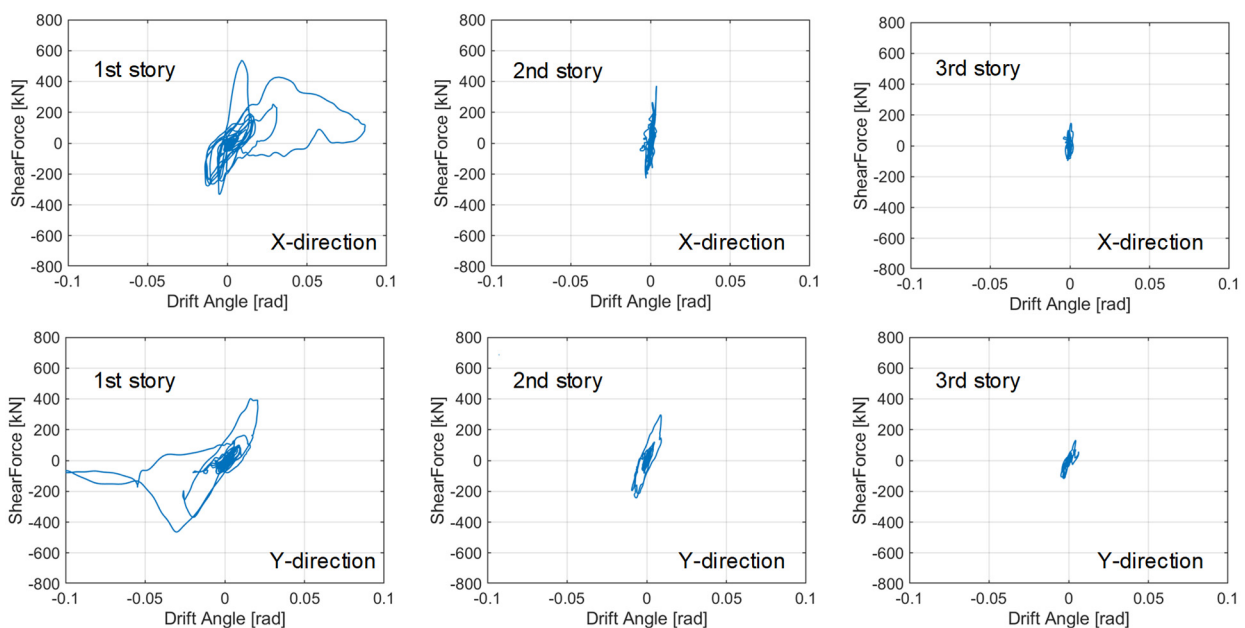 800
600
400
200
0
-200
-400
-600
-800
ShearForce [kN]
1st story
X-direction
-0.1 -0.05 0 0.05 0.1
Drift Angle [rad]
800
600
400
200
0
-200
-400
-600
-800
ShearForce [kN]
2nd story
X-direction
-0.1 -0.05 0 0.05 0.1
Drift Angle [rad]
800
600
400
200
0
-200
-400
-600
-800
ShearForce [kN]
3rd story
X-direction
-0.1 -0.05 0 0.05 0.1
Drift Angle [rad]
800
600
400
200
0
-200
-400
-600
-800
ShearForce [kN]
1st story
Y-direction
-0.1 -0.05 0 0.05 0.1
Drift Angle [rad]
800
600
400
200
0
-200
-400
-600
-800
ShearForce [kN]
2nd story
Y-direction
-0.1 -0.05 0 0.05 0.1
Drift Angle [rad]
800
600
400
200
0
-200
-400
-600
-800
ShearForce [kN]
3rd story
Y-direction
-0.1 -0.05 0 0.05 0.1
Drift Angle [rad]